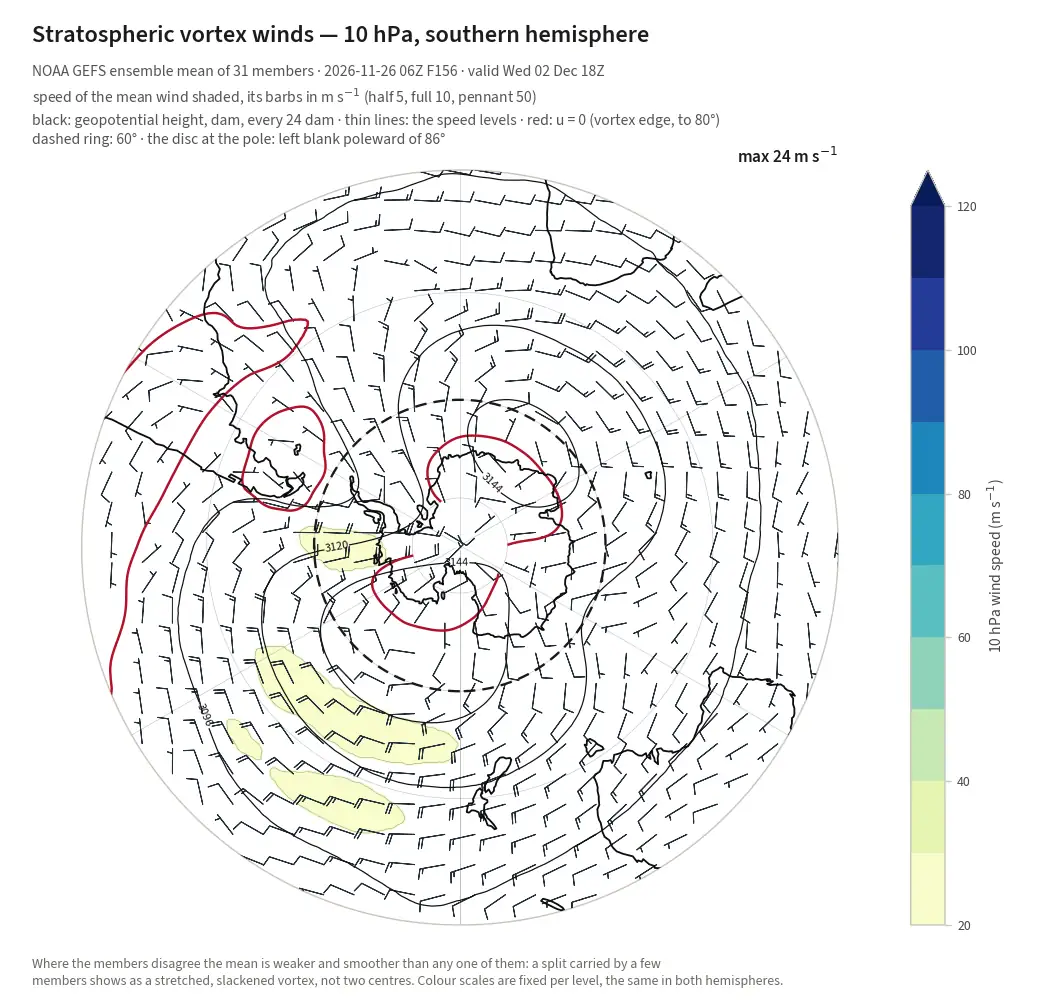 Stratospheric vortex winds — 10 hPa, southern hemisphere
NOAA GEFS ensemble mean of 31 members · 2026-11-26 06Z F156 · valid Wed 02 Dec 18Z
speed of the mean wind shaded, its barbs in m s⁻¹ (half 5, full 10, pennant 50)
black: geopotential height, dam, every 24 dam · thin lines: the speed levels · red: u = 0 (vortex edge, to 80°)
dashed ring: 60° · the disc at the pole: left blank poleward of 86°
max 24 m s⁻¹
120
100
80
60
40
20
10 hPa wind speed (m s⁻¹)
3144
3120
3144
3096
Where the members disagree the mean is weaker and smoother than any one of them: a split carried by a few
members shows as a stretched, slackened vortex, not two centres. Colour scales are fixed per level, the same in both hemispheres.